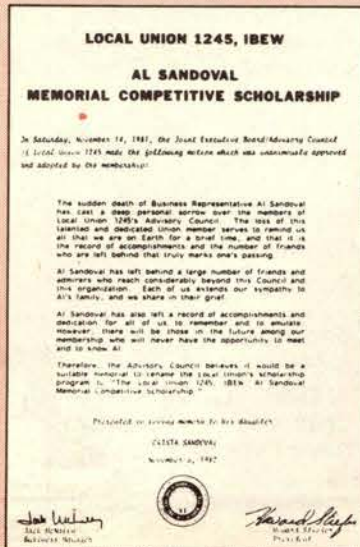 LOCAL UNION 1245, IBEW
AL SANDOVAL
MEMORIAL COMPETITIVE SCHOLARSHIP
On Saturday, November 14, 1981, the Joint Executive Board/Advisory Council
of Local Union 1245 made the following motion which was unanimously approved
and adopted by the membership:
The sudden death of Business Representative Al Sandoval
has cast a deep personal sorrow over the members of
Local Union 1245's Advisory Council. The loss of this
talented and dedicated Union member serves to remind us
all that we are on Earth for a brief time, and that it is
the record of accomplishments and the number of friends
who are left behind that truly marks one's passing.
Al Sandoval has left behind a large number of friends and
admirers who reach considerably beyond this Council and
this organization. Each of us extends our sympathy to
Al's family, and we share in their grief.
Al Sandoval has also left a record of accomplishments and
dedication for all of us to remember and to emulate.
However, there will be those in the future among our
membership who will never have the opportunity to meet
and to know Al.
Therefore, the Advisory Council believes it would be a
suitable memorial to rename the Local Union's scholarship
program to "The Local Union 1245, IBEW Al Sandoval
Memorial Competitive Scholarship."
Presented in loving memory to his daughter
SANDOVAL
November
Jack McNally
Business Manager
Howard Stiefer
President